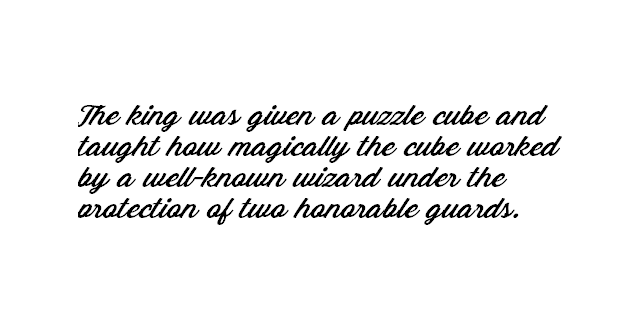 The king was given a puzzle cube and
taught how magically the cube worked
by a well-known wizard under the
protection of two honorable guards.